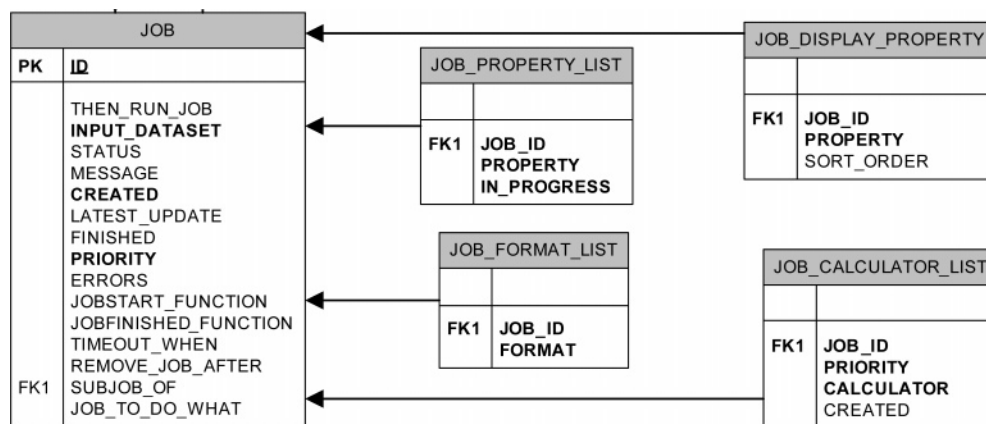 JOB
PK ID
THEN_RUN_JOB
INPUT_DATASET
STATUS
MESSAGE
CREATED
LATEST_UPDATE
FINISHED
PRIORITY
ERRORS
JOBSTART_FUNCTION
JOBFINISHED_FUNCTION
TIMEOUT_WHEN
REMOVE_JOB_AFTER
FK1 SUBJOB_OF
JOB_TO_DO_WHAT
JOB_PROPERTY_LIST
FK1 JOB_ID
PROPERTY
IN_PROGRESS
JOB_FORMAT_LIST
FK1 JOB_ID
FORMAT
JOB_DISPLAY_PROPERTY
FK1 JOB_ID
PROPERTY
SORT_ORDER
JOB_CALCULATOR_LIST
FK1 JOB_ID
PRIORITY
CALCULATOR
CREATED